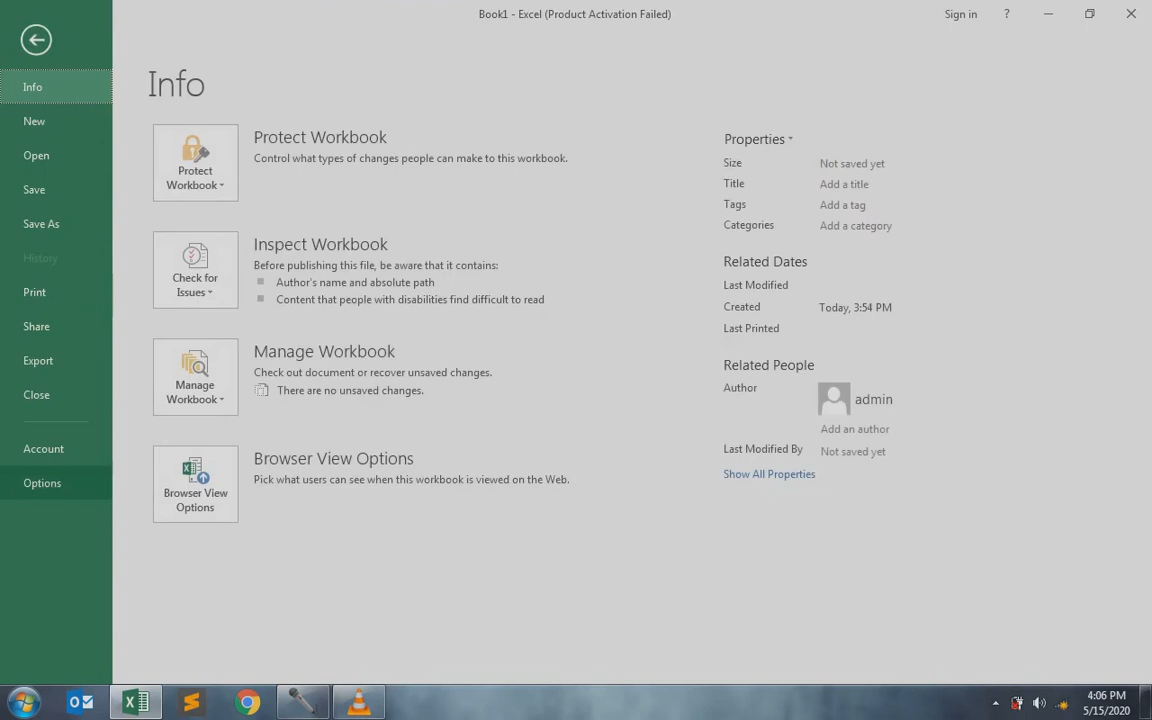 Book1 - Excel (Product Activation Failed)
Sign in
?
Info
New
Open
Save
Save As
History
Print
Share
Export
Close
Account
Options
Info
Protect Workbook
Protect Workbook
Control what types of changes people can make to this workbook.
Check for Issues
Inspect Workbook
Before publishing this file, be aware that it contains:
Author's name and absolute path
Content that people with disabilities find difficult to read
Manage Workbook
Manage Workbook
Check out document or recover unsaved changes.
There are no unsaved changes.
Browser View Options
Browser View Options
Pick what users can see when this workbook is viewed on the Web.
Properties
Size Not saved yet
Title Add a title
Tags Add a tag
Categories Add a category
Related Dates
Last Modified
Created Today, 3:54 PM
Last Printed
Related People
Author admin
Add an author
Last Modified By Not saved yet
Show All Properties
4:06 PM
5/15/2020